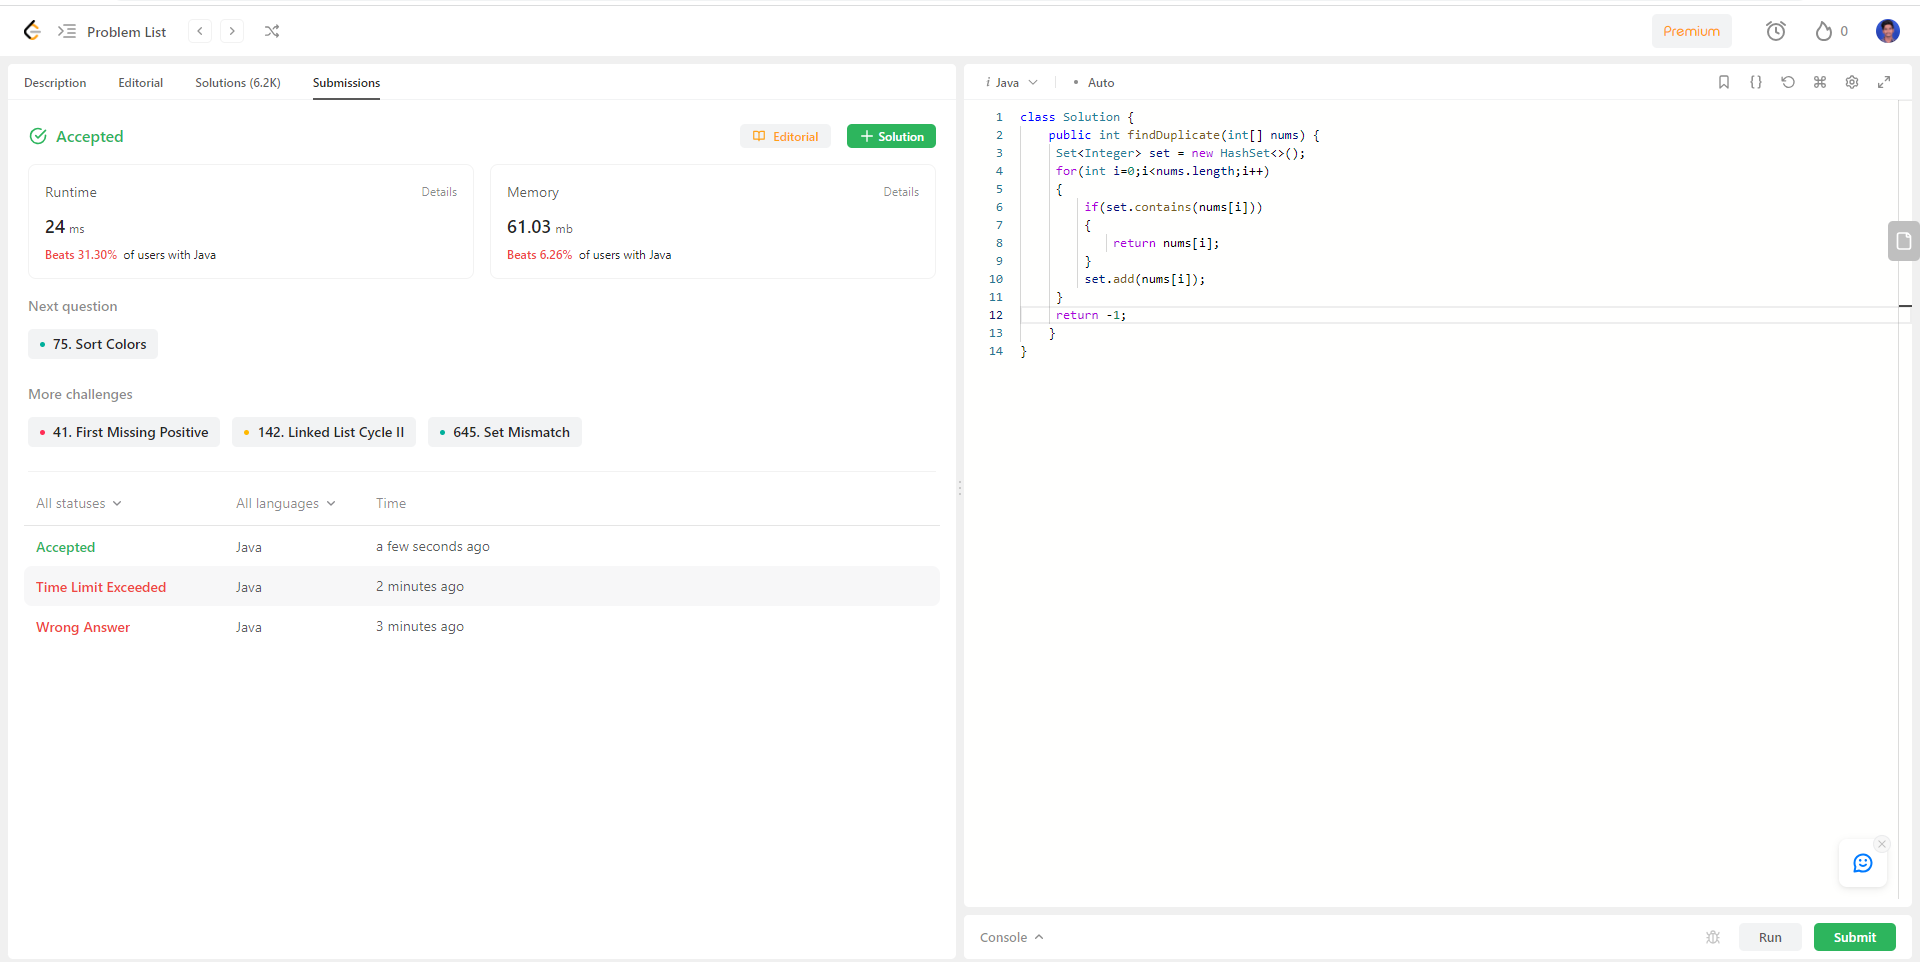 Problem List
Premium
0
Description Editorial Solutions (6.2K) Submissions
Accepted
Editorial
Solution
Runtime Details
24 ms
Beats 31.30% of users with Java
Memory Details
61.03 mb
Beats 6.26% of users with Java
Next question
75. Sort Colors
More challenges
41. First Missing Positive 142. Linked List Cycle II 645. Set Mismatch
All statuses All languages Time
Accepted Java a few seconds ago
Time Limit Exceeded Java 2 minutes ago
Wrong Answer Java 3 minutes ago
i Java • Auto
{}
1 class Solution {
2 public int findDuplicate(int[] nums) {
3 Set<Integer> set = new HashSet<>();
4 for(int i=0;i<nums.length;i++)
5 {
6 if(set.contains(nums[i]))
7 {
8 return nums[i];
9 }
10 set.add(nums[i]);
11 }
12 return -1;
13 }
14 }
Console Run Submit